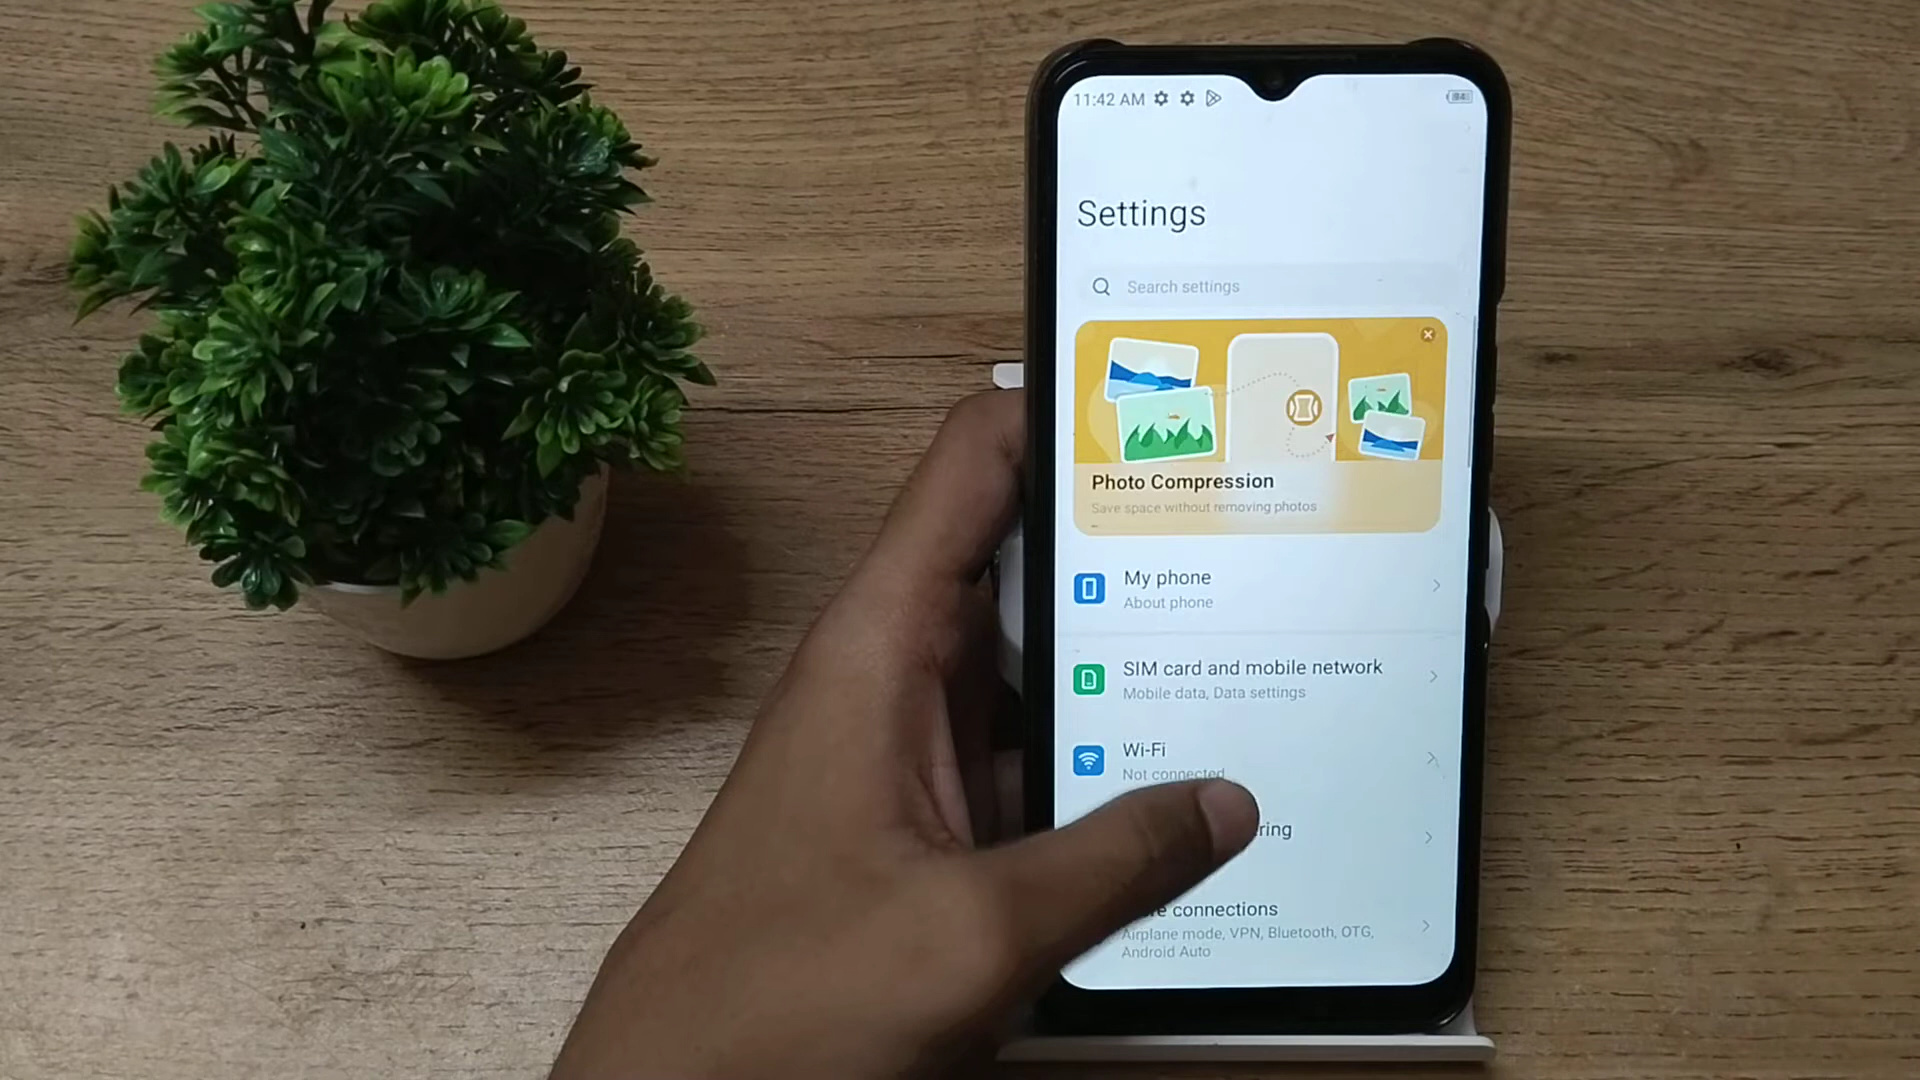 11:42 AM
Settings
Search settings
Photo Compression
Save space without removing photos
My phone
About phone
SIM card and mobile network
Mobile data, Data settings
Wi-Fi
Not connected
connections
Airplane mode, VPN, Bluetooth, OTG,
Android Auto